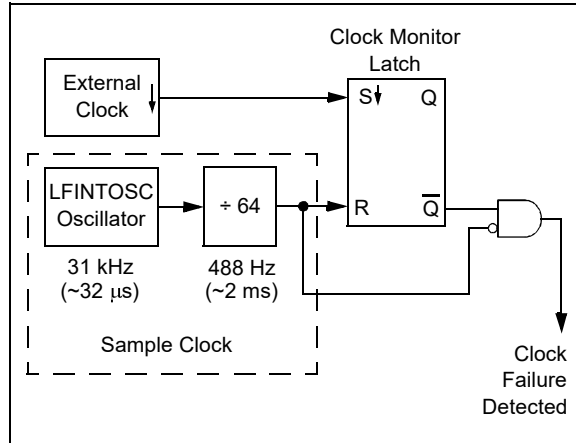 Clock Monitor
Latch
External
Clock
S
Q
LFINTOSC
Oscillator
÷ 64
R
Q
31 kHz
(~32 μs)
488 Hz
(~2 ms)
Sample Clock
Clock
Failure
Detected